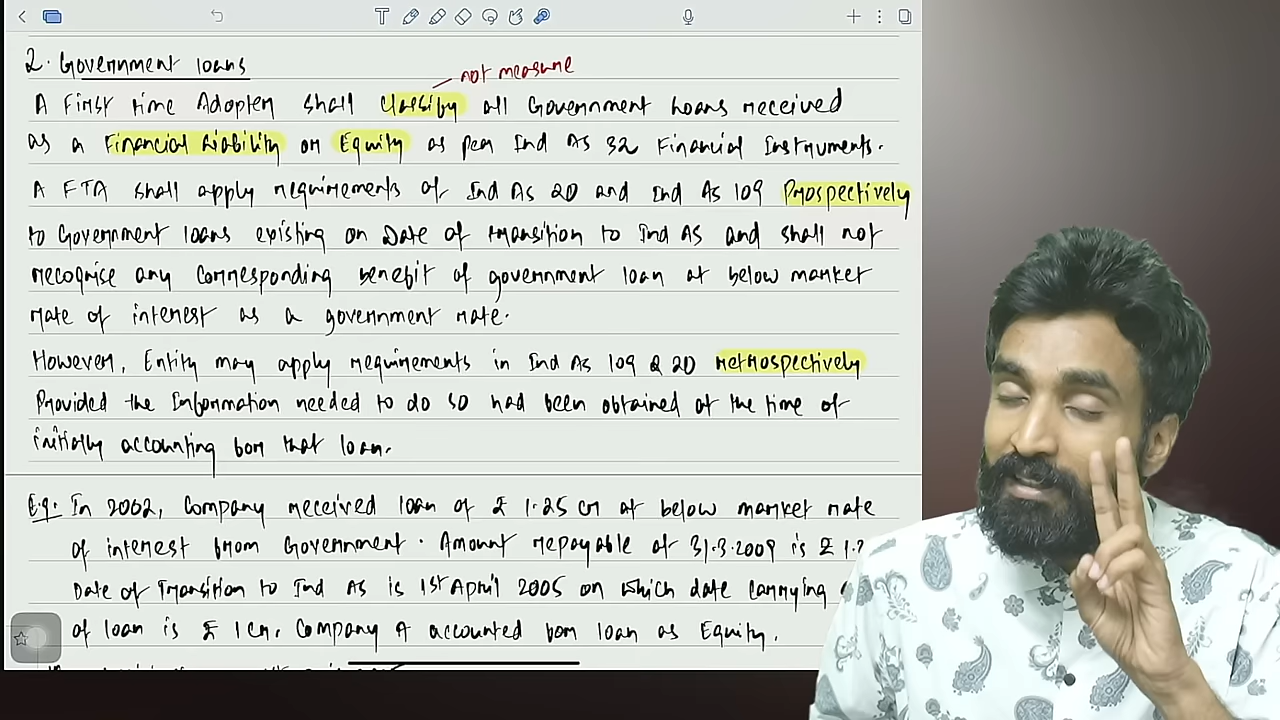 2. Government loans
not measure
A First time Adopter shall classify all Government Loans received
as a Financial Liability or Equity as per Ind AS 32 Financial Instruments.
A FTA shall apply requirements of Ind AS 20 and Ind AS 109 Prospectively
to Government loans existing on Date of transition to Ind AS and shall not
recognise any corresponding benefit of government loan at below market
rate of interest as a government rate.
However, Entity may apply requirements in Ind AS 109 & 20 retrospectively
Provided the Information needed to do so had been obtained at the time of
initially accounting for that loan.
E.g. In 2002, Company received loan of ₹ 1.25 cr at below market rate
of interest from Government. Amount repayable at 31.3.2009 is ₹ 1.2
Date of Transition to Ind AS is 1st April 2005 on which date carrying
of loan is ₹ 1 Cr. Company A accounted for loan as Equity.